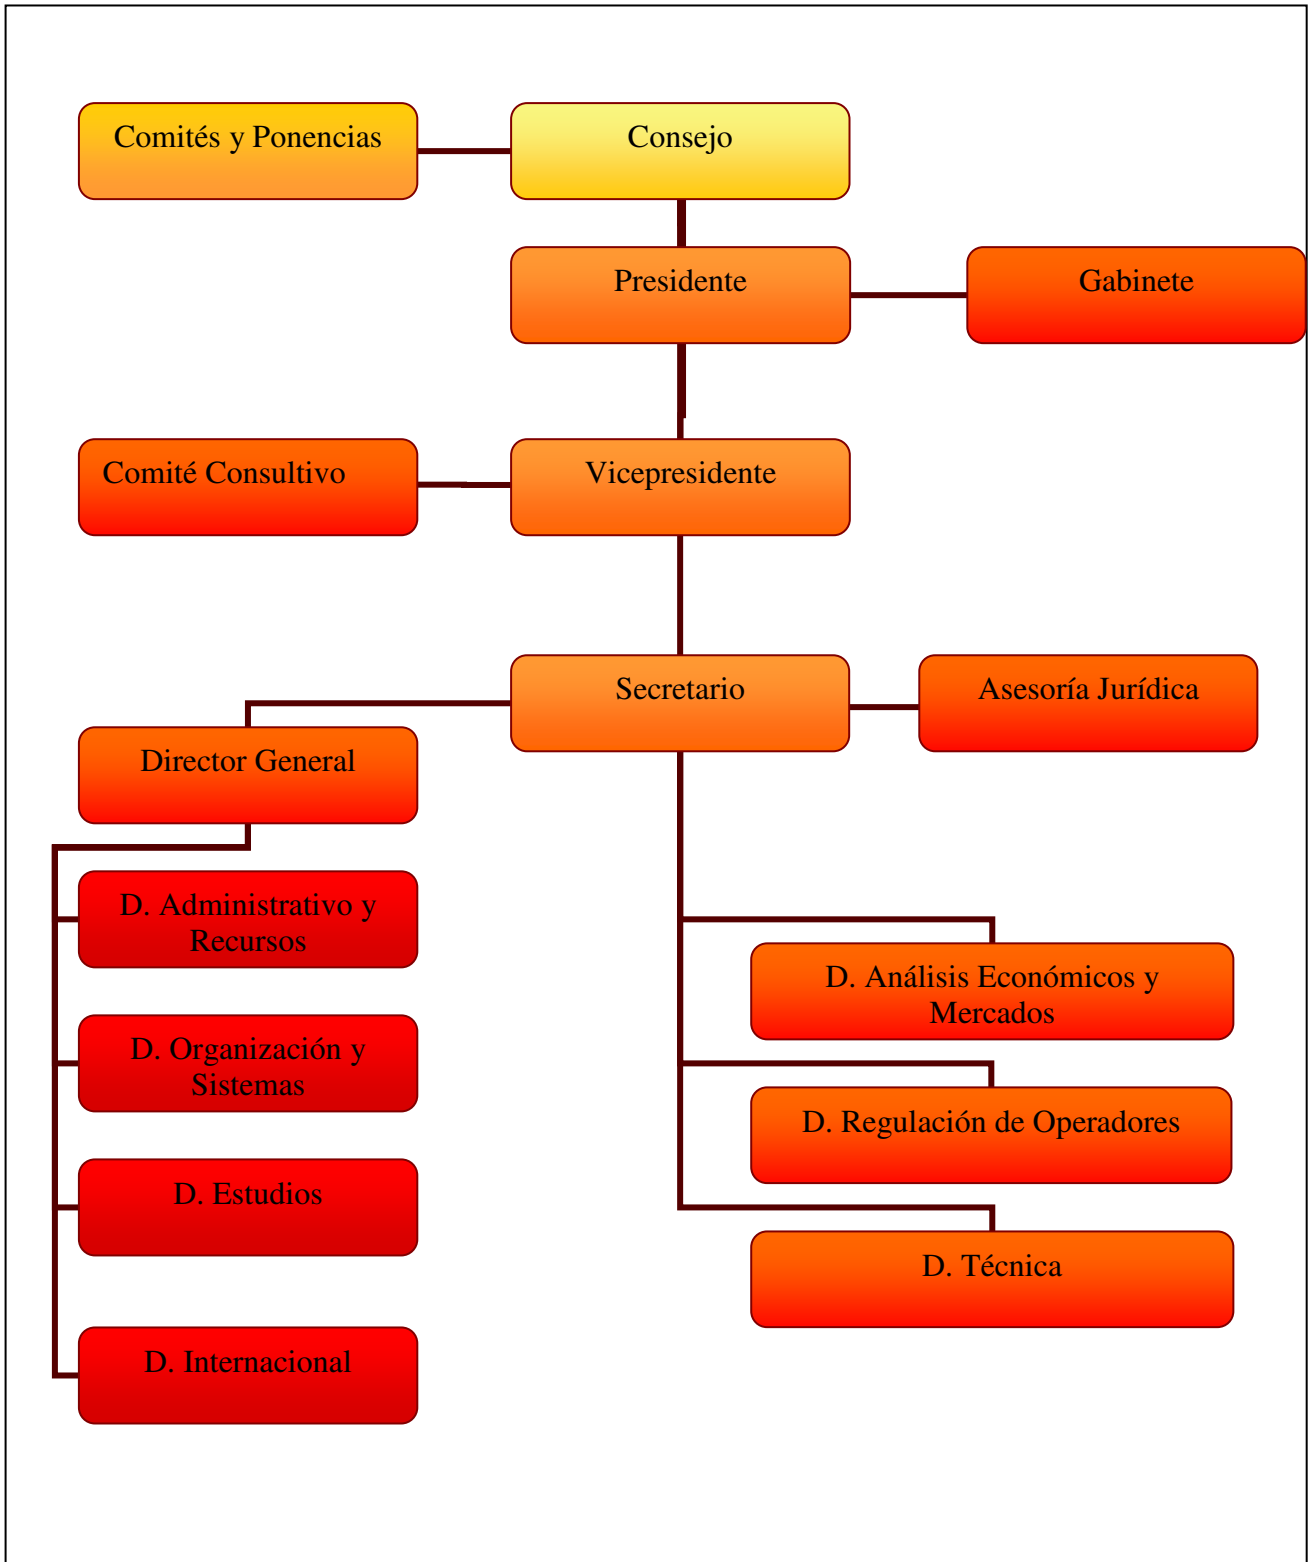 Comités y Ponencias
Consejo
Presidente
Gabinete
Comité Consultivo
Vicepresidente
Secretario
Asesoría Jurídica
Director General
D. Administrativo y
Recursos
D. Organización y
Sistemas
D. Estudios
D. Internacional
D. Análisis Económicos y
Mercados
D. Regulación de Operadores
D. Técnica